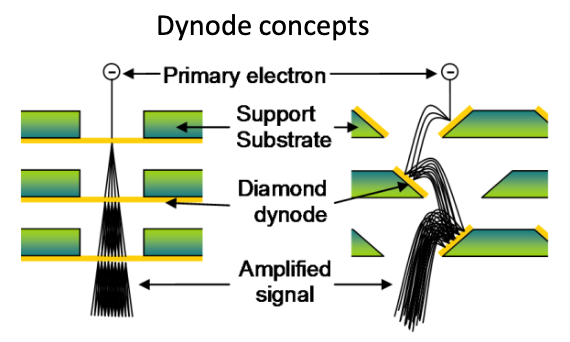 Dynode concepts
Primary electron
Support
Substrate
Diamond
dynode
Amplified
signal